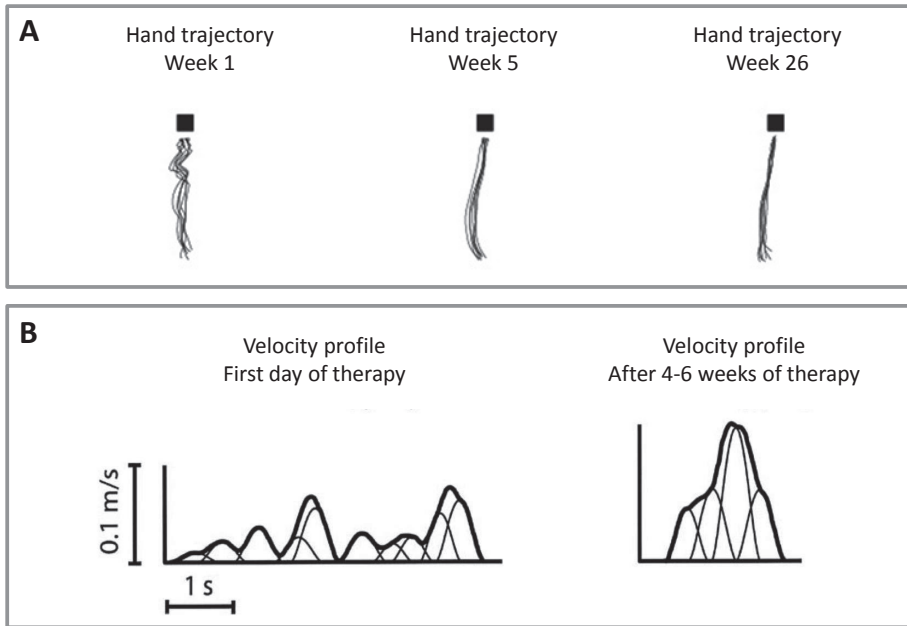 A
Hand trajectory
Week 1
Hand trajectory
Week 5
Hand trajectory
Week 26
B
Velocity profile
First day of therapy
Velocity profile
After 4-6 weeks of therapy
0.1 m/s
1 s